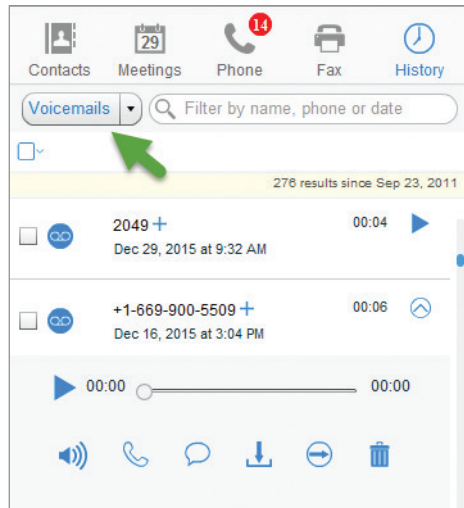 14
29
Contacts Meetings Phone Fax History
Voicemails Filter by name, phone or date
276 results since Sep 23, 2011
2049 + 00:04
Dec 29, 2015 at 9:32 AM
+1-669-900-5509 + 00:06
Dec 16, 2015 at 3:04 PM
00:00 00:00